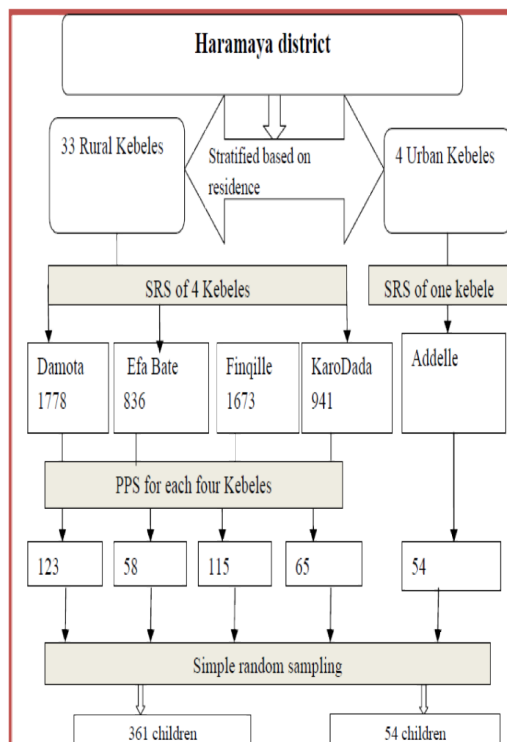 Haramaya district
33 Rural Kebeles
Stratified based on
residence
4 Urban Kebeles
SRS of 4 Kebeles
SRS of one kebele
Damota
1778
Efa Bate
836
Finqille
1673
KaroDada
941
Addelle
PPS for each four Kebeles
123
58
115
65
54
Simple random sampling
361 children
54 children